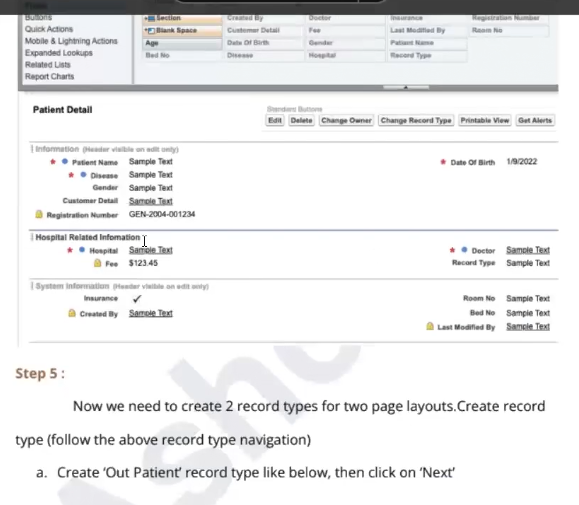 Fields
Buttons
Quick Actions
Mobile & Lightning Actions
Expanded Lookups
Related Lists
Report Charts
Section Created By Doctor Insurance Registration Number
Blank Space Customer Detail Fee Last Modified By Room No
Age Date Of Birth Gender Patient Name
Bed No Disease Hospital Record Type
Patient Detail
Standard Buttons
Edit Delete Change Owner Change Record Type Printable View Get Alerts
Information (Header visible on edit only)
* Patient Name Sample Text * Date Of Birth 1/9/2022
* Disease Sample Text
Gender Sample Text
Customer Detail Sample Text
Registration Number GEN-2004-001234
Hospital Related Infomation
* Hospital Sample Text * Doctor Sample Text
Fee $123.45 Record Type Sample Text
System Information (Header visible on edit only)
Insurance ✓ Room No Sample Text
Created By Sample Text Bed No Sample Text
Last Modified By Sample Text
Step 5 :
Now we need to create 2 record types for two page layouts.Create record
type (follow the above record type navigation)
a. Create ‘Out Patient’ record type like below, then click on ‘Next’